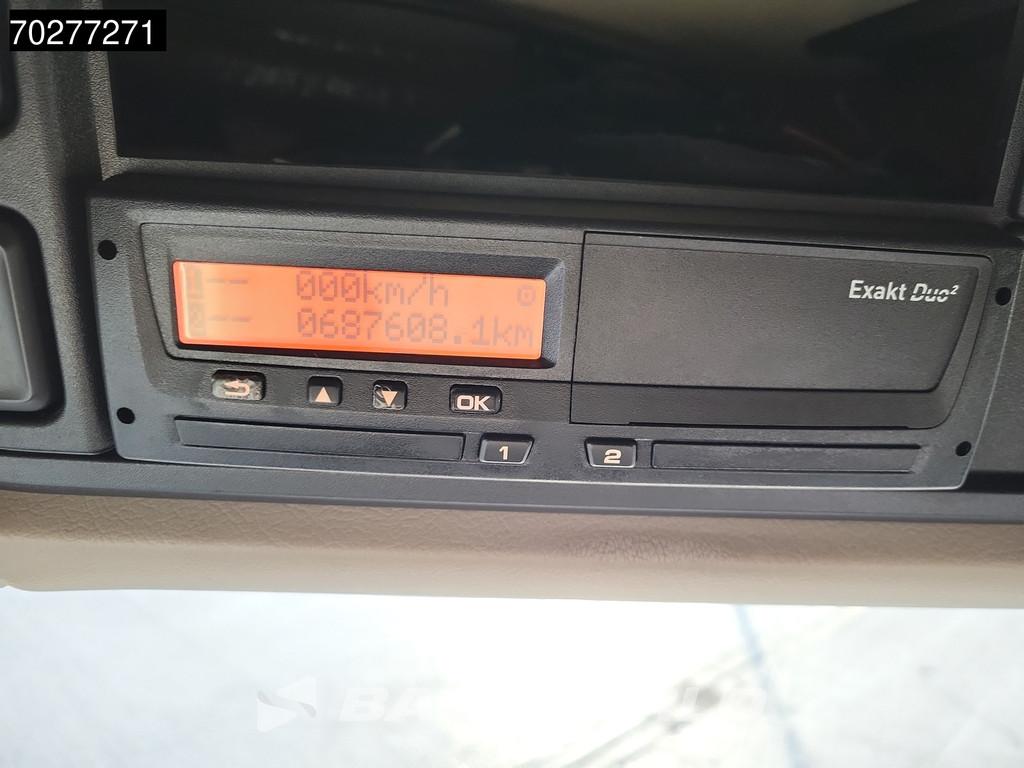 70277271
000km/h
0687608.1km
Exakt Duo²
OK
1
2